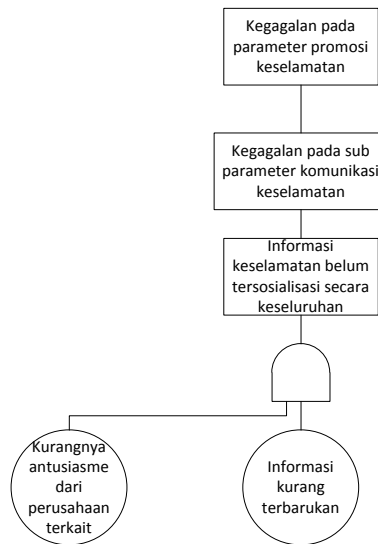 Kegagalan pada
parameter promosi
keselamatan
Kegagalan pada sub
parameter komunikasi
keselamatan
Informasi
keselamatan belum
tersosialisasi secara
keseluruhan
Kurangnya
antusiasme
dari
perusahaan
terkait
Informasi
kurang
terbarukan